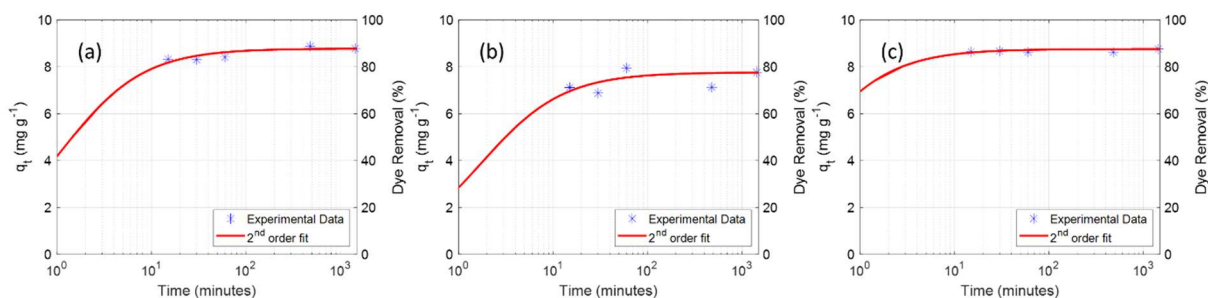 (a)
10
8
6
4
2
0
q_t (mg g^-1)
100
80
60
40
20
0
Dye Removal (%)
Experimental Data
2^nd order fit
10^0
10^1
10^2
10^3
Time (minutes)
(b)
10
8
6
4
2
0
q_t (mg g^-1)
100
80
60
40
20
0
Dye Removal (%)
Experimental Data
2^nd order fit
10^0
10^1
10^2
10^3
Time (minutes)
(c)
10
8
6
4
2
0
q_t (mg g^-1)
100
80
60
40
20
0
Dye Removal (%)
Experimental Data
2^nd order fit
10^0
10^1
10^2
10^3
Time (minutes)